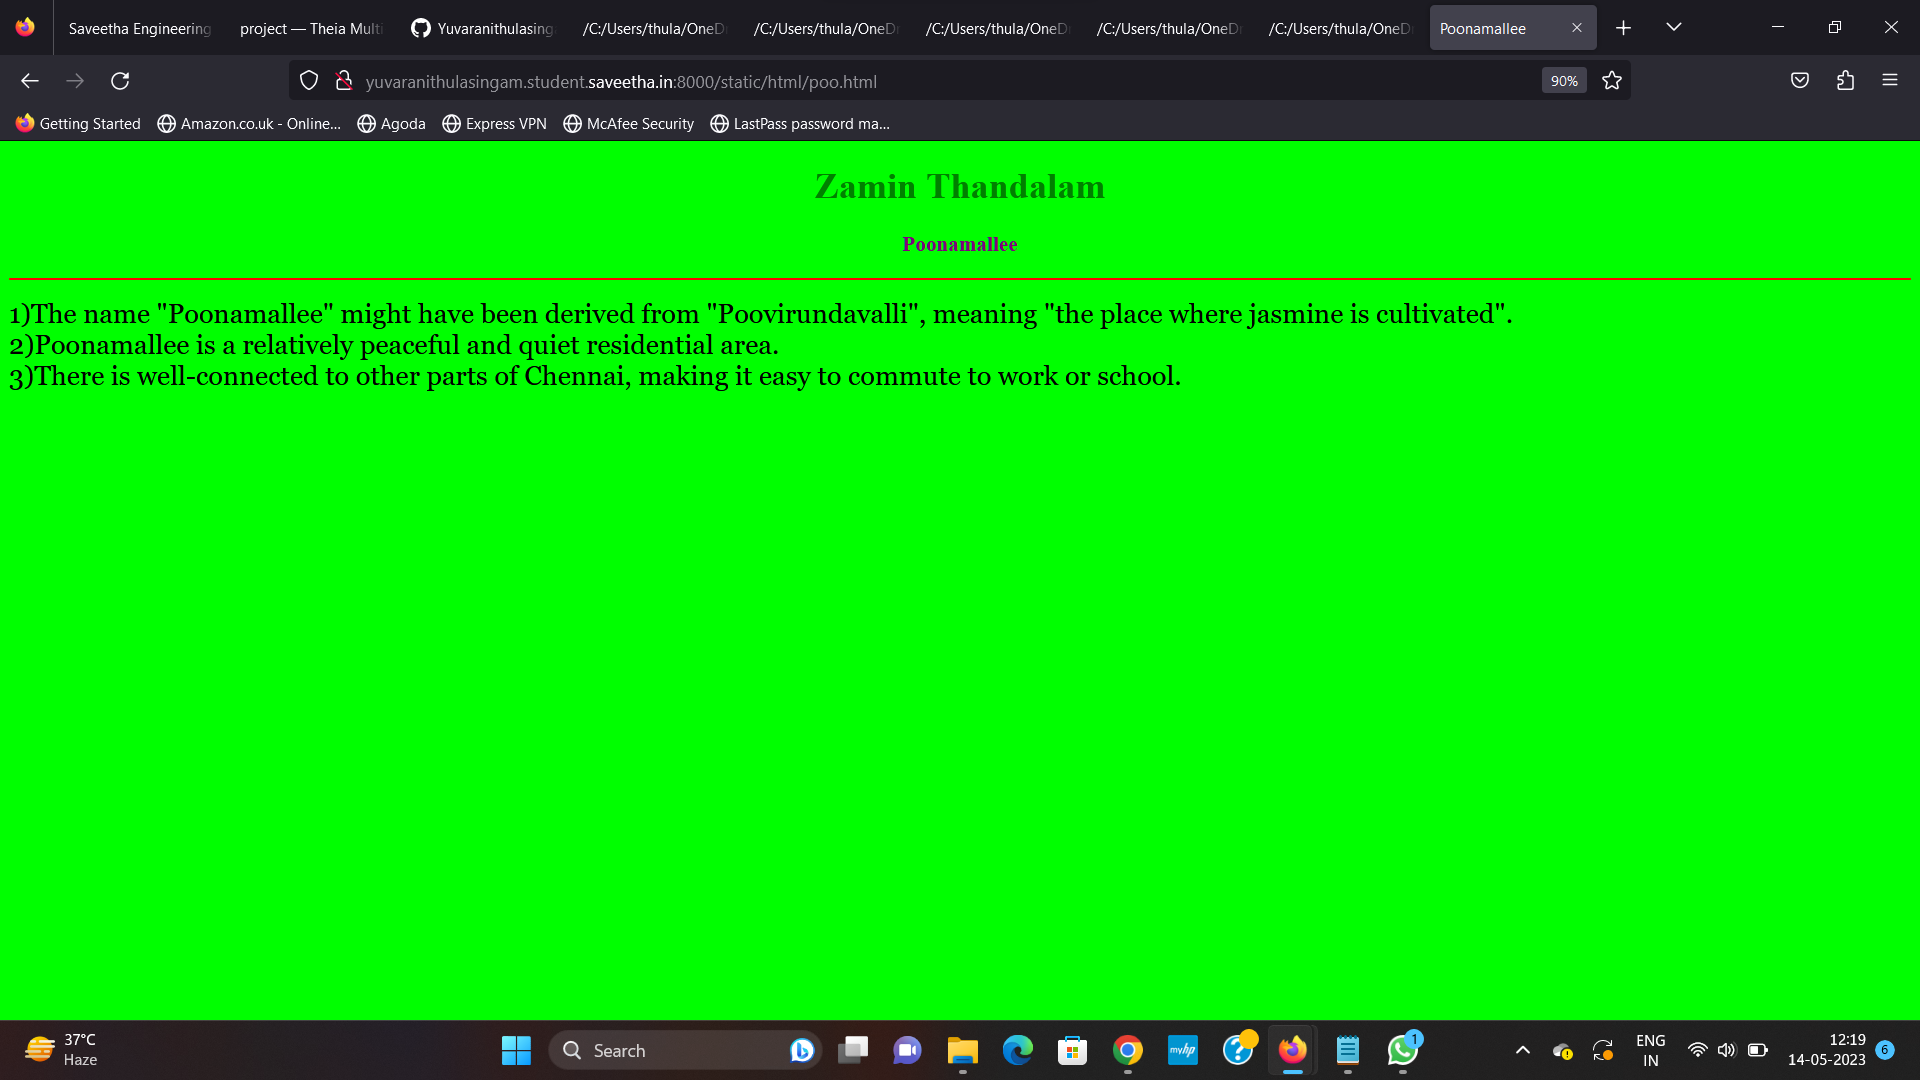 Saveetha Engineering
project — Theia Multi
Yuvaranithulasing
/C:/Users/thula/OneD
/C:/Users/thula/OneDr
/C:/Users/thula/OneD
/C:/Users/thula/OneDr
/C:/Users/thula/OneDr
Poonamallee
yuvaranithulasingam.student.saveetha.in:8000/static/html/poo.html
90%
Getting Started
Amazon.co.uk - Online...
Agoda
Express VPN
McAfee Security
LastPass password ma...
Zamin Thandalam
Poonamallee
1)The name "Poonamallee" might have been derived from "Poovirundavalli", meaning "the place where jasmine is cultivated".
2)Poonamallee is a relatively peaceful and quiet residential area.
3)There is well-connected to other parts of Chennai, making it easy to commute to work or school.
37°C
Haze
Search
myhp
1
ENG
IN
12:19
14-05-2023
6